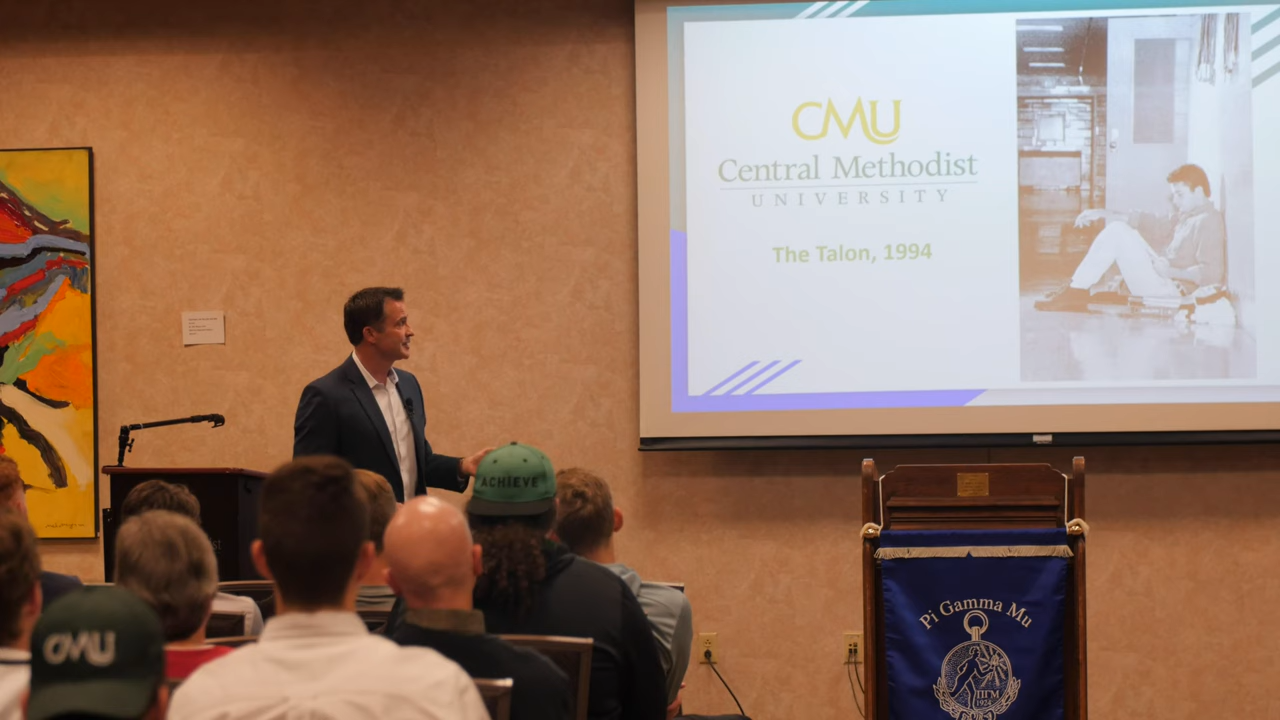 CMU
Central Methodist
UNIVERSITY
The Talon, 1994
ACHIEVE
CMU
Pi Gamma Mu
ΠΓΜ
1924